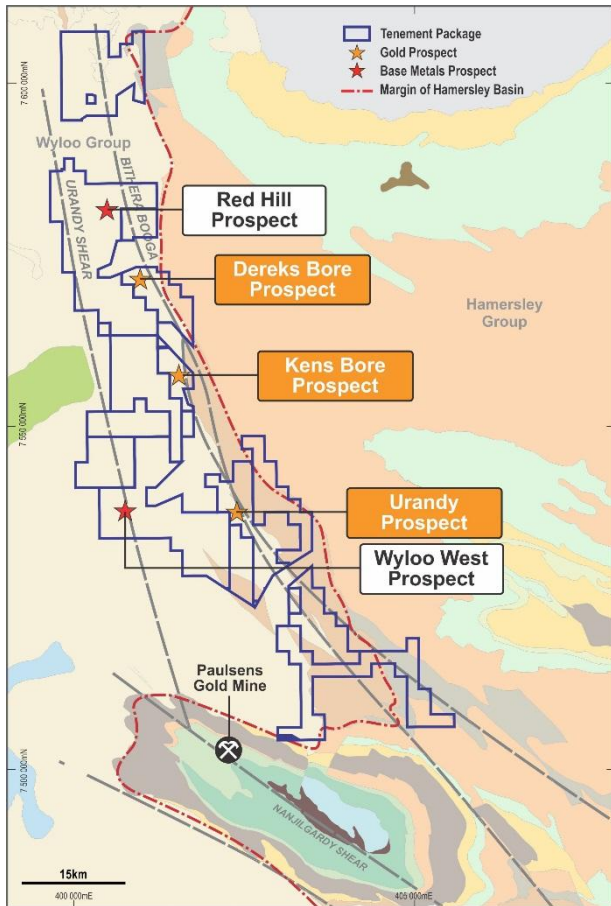 Tenement Package
Gold Prospect
Base Metals Prospect
Margin of Hamersley Basin
7 600 000mN
Wyloo Group
BITHERA BOOGA
URANDY SHEAR
Red Hill
Prospect
Dereks Bore
Prospect
Hamersley
Group
Kens Bore
Prospect
7 550 000mN
Urandy
Prospect
Wyloo West
Prospect
Paulsens
Gold Mine
7 500 000mN
NANJILGARDY SHEAR
15km
400 000mE
405 000mE